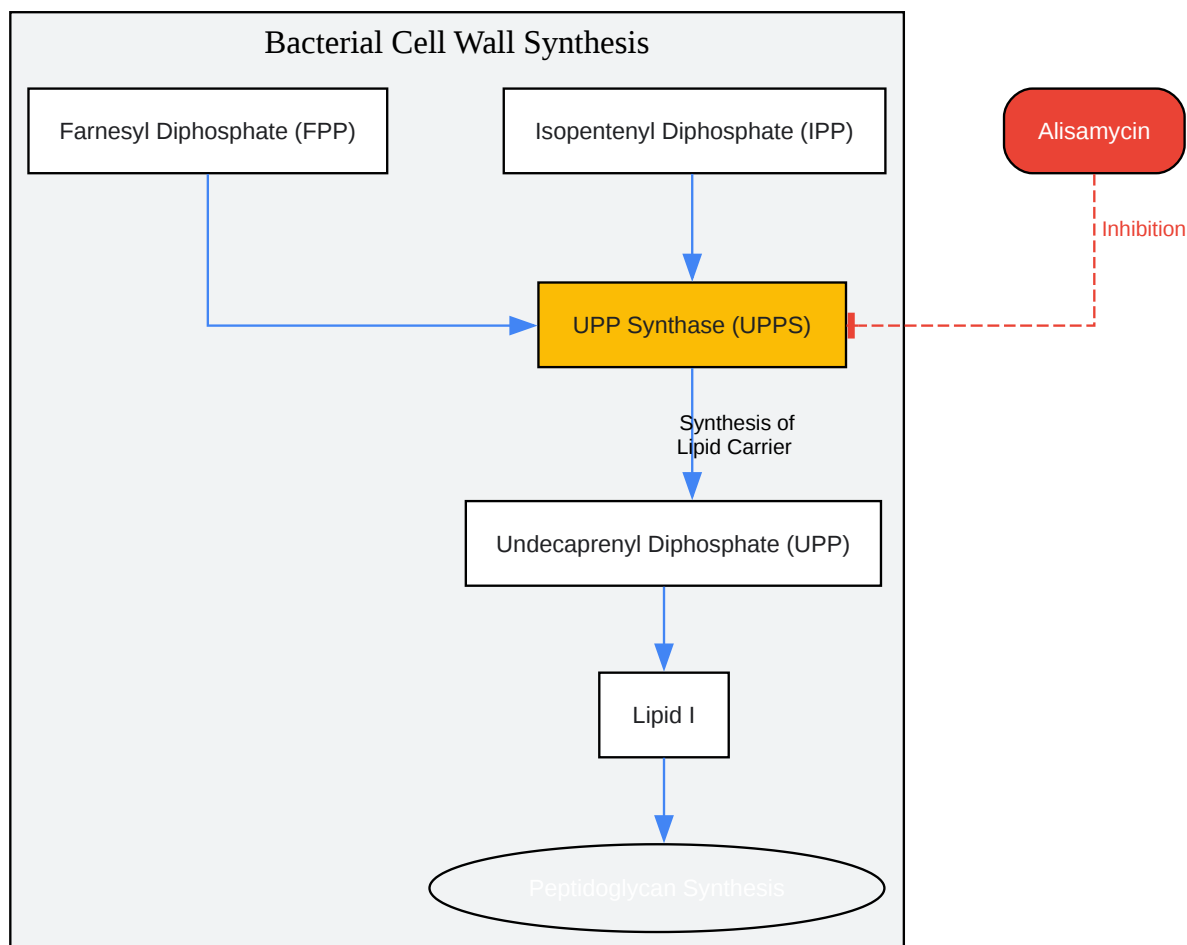 Bacterial Cell Wall Synthesis
Farnesyl Diphosphate (FPP)
Isopentenyl Diphosphate (IPP)
Alisamycin
Inhibition
UPP Synthase (UPPS)
Synthesis of
Lipid Carrier
Undecaprenyl Diphosphate (UPP)
Lipid I
Peptidoglycan Synthesis